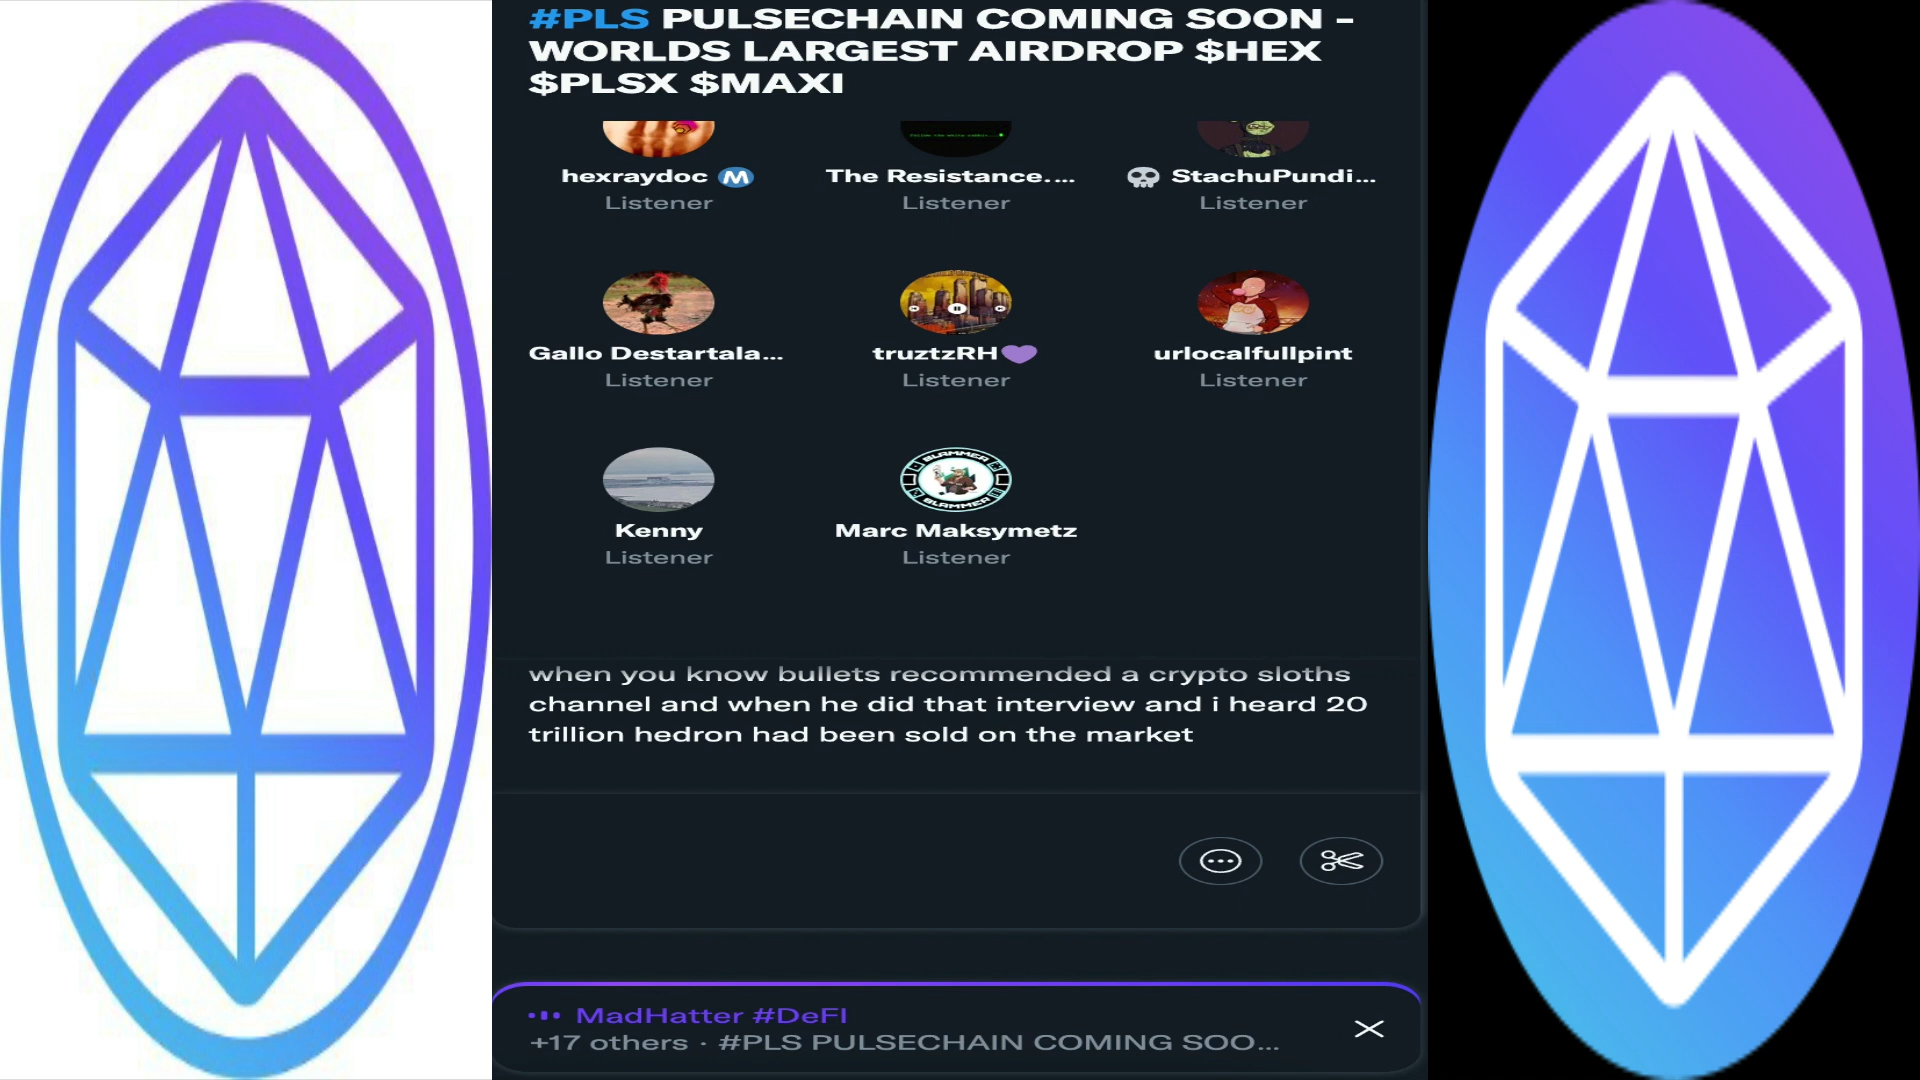 #PLS PULSECHAIN COMING SOON -
WORLDS LARGEST AIRDROP $HEX
$PLSX $MAXI
hexraydoc M
The Resistance....
💀 StachuPundi...
Listener
Listener
Listener
Gallo Destartala...
truztzRH💜
urlocalfullpint
Listener
Listener
Listener
BLAMMER
BLAMMER
Kenny
Marc Maksymetz
Listener
Listener
when you know bullets recommended a crypto sloths
channel and when he did that interview and i heard 20
trillion hedron had been sold on the market
MadHatter #DeFI
+17 others · #PLS PULSECHAIN COMING SOO...